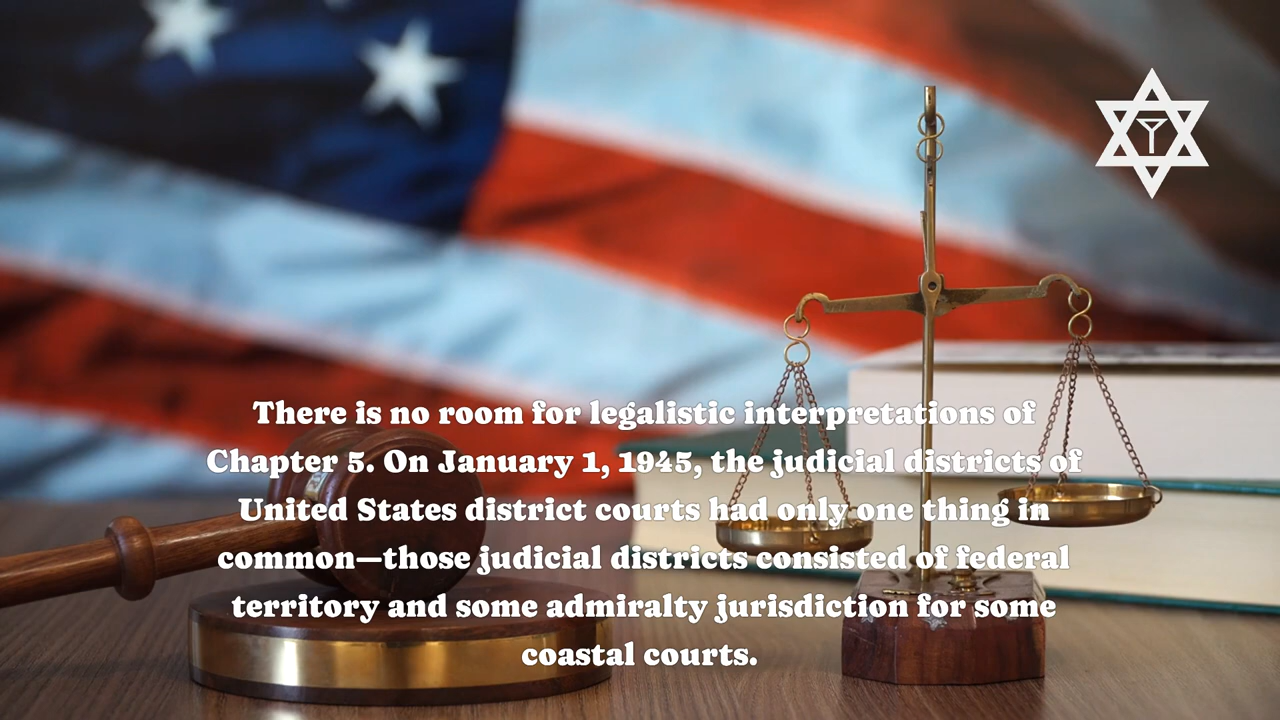 There is no room for legalistic interpretations of
Chapter 5. On January 1, 1945, the judicial districts of
United States district courts had only one thing in
common—those judicial districts consisted of federal
territory and some admiralty jurisdiction for some
coastal courts.